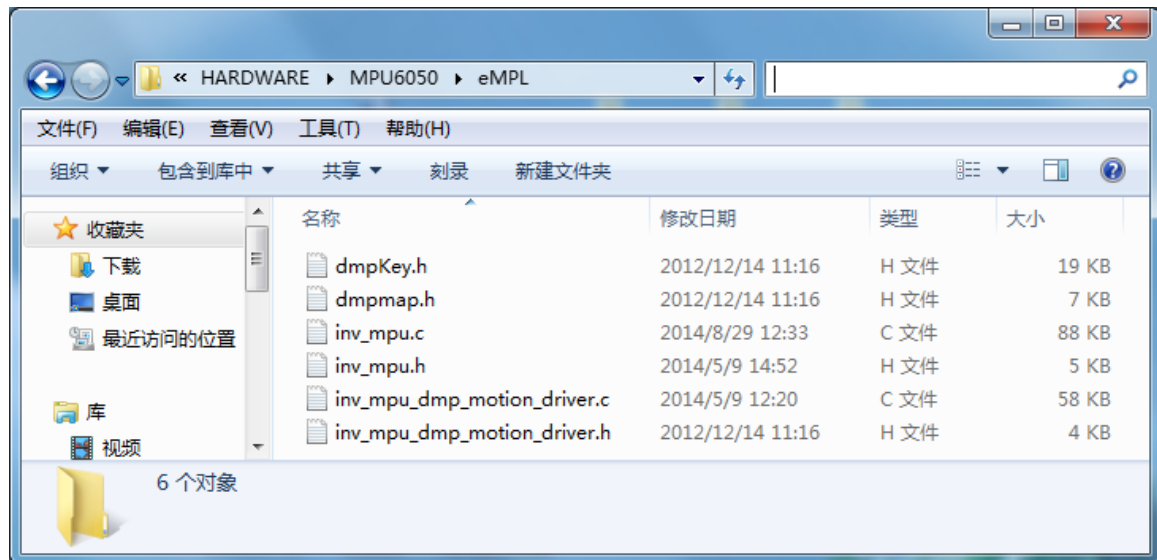 « HARDWARE ▸ MPU6050 ▸ eMPL
文件(F) 编辑(E) 查看(V) 工具(T) 帮助(H)
组织 包含到库中 共享 刻录 新建文件夹
收藏夹 名称 修改日期 类型 大小
下载 dmpKey.h 2012/12/14 11:16 H 文件 19 KB
桌面 dmpmap.h 2012/12/14 11:16 H 文件 7 KB
最近访问的位置 inv_mpu.c 2014/8/29 12:33 C 文件 88 KB
inv_mpu.h 2014/5/9 14:52 H 文件 5 KB
库 inv_mpu_dmp_motion_driver.c 2014/5/9 12:20 C 文件 58 KB
视频 inv_mpu_dmp_motion_driver.h 2012/12/14 11:16 H 文件 4 KB
6 个对象